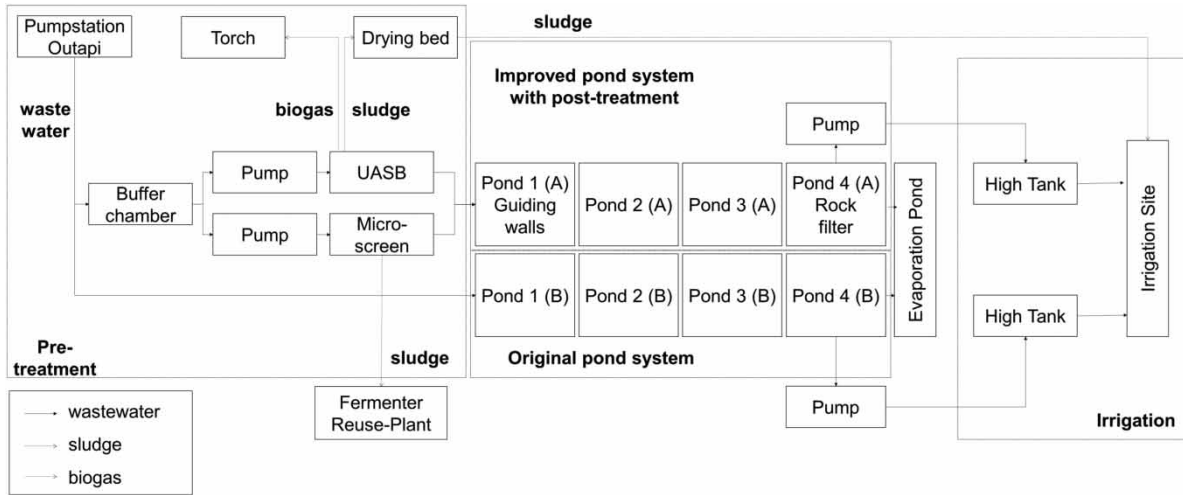 Pumpstation
Outapi
Torch
Drying bed
sludge
waste
water
biogas
sludge
Improved pond system
with post-treatment
Buffer
chamber
Pump
UASB
Pump
Micro-
screen
Pond 1 (A)
Guiding
walls
Pond 2 (A)
Pond 3 (A)
Pond 4 (A)
Rock
filter
Pump
Evaporation Pond
High Tank
Irrigation Site
Pond 1 (B)
Pond 2 (B)
Pond 3 (B)
Pond 4 (B)
High Tank
Pre-
treatment
sludge
Original pond system
Fermenter
Reuse-Plant
Pump
Irrigation
wastewater
sludge
biogas